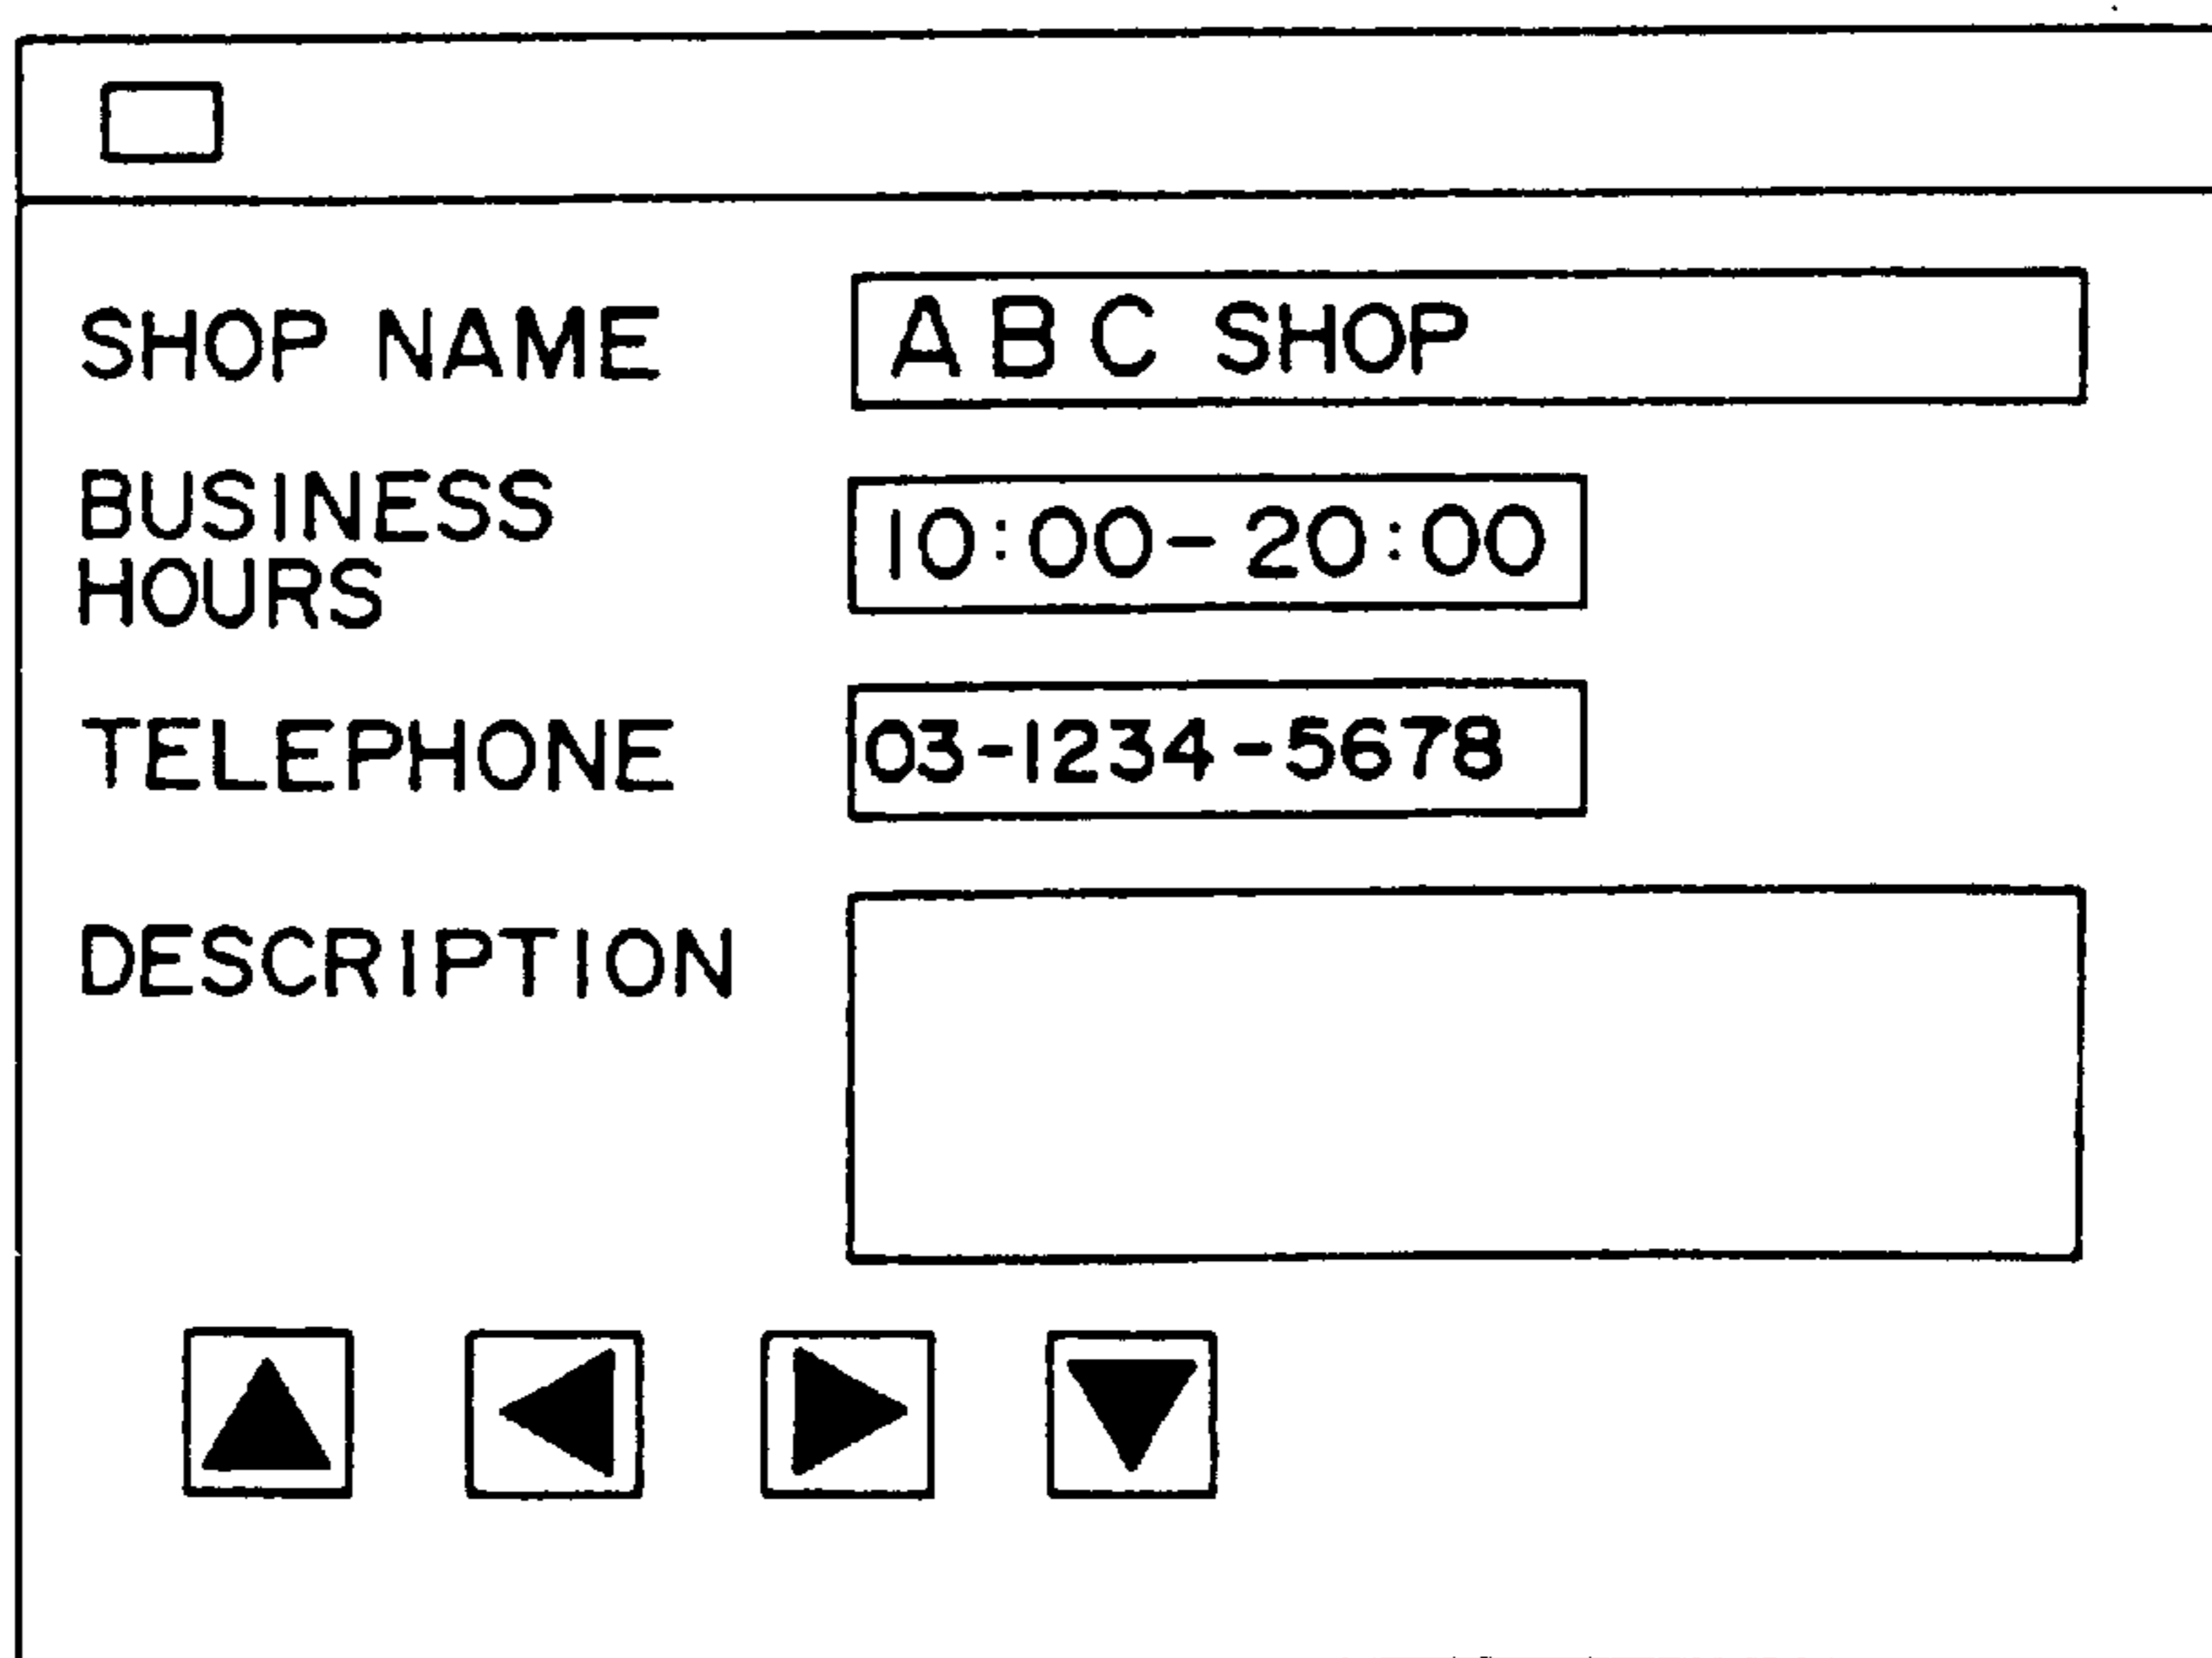 SHOP NAME ABC SHOP
BUSINESS HOURS 10:00-20:00
TELEPHONE 03-1234-5678
DESCRIPTION